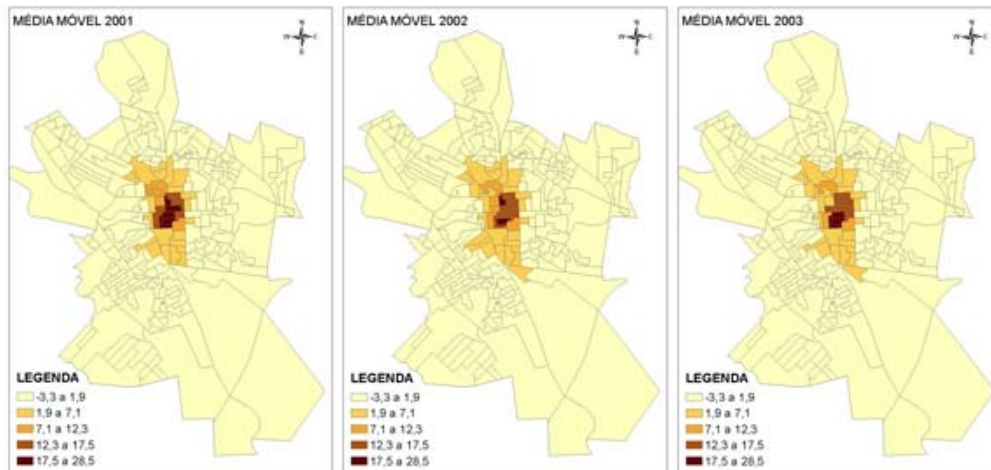 MÉDIA MÓVEL 2001
N
W E
S
LEGENDA
-3,3 a 1,9
1,9 a 7,1
7,1 a 12,3
12,3 a 17,5
17,5 a 28,5
MÉDIA MÓVEL 2002
N
W E
S
LEGENDA
-3,3 a 1,9
1,9 a 7,1
7,1 a 12,3
12,3 a 17,5
17,5 a 28,5
MÉDIA MÓVEL 2003
N
W E
S
LEGENDA
-3,3 a 1,9
1,9 a 7,1
7,1 a 12,3
12,3 a 17,5
17,5 a 28,5